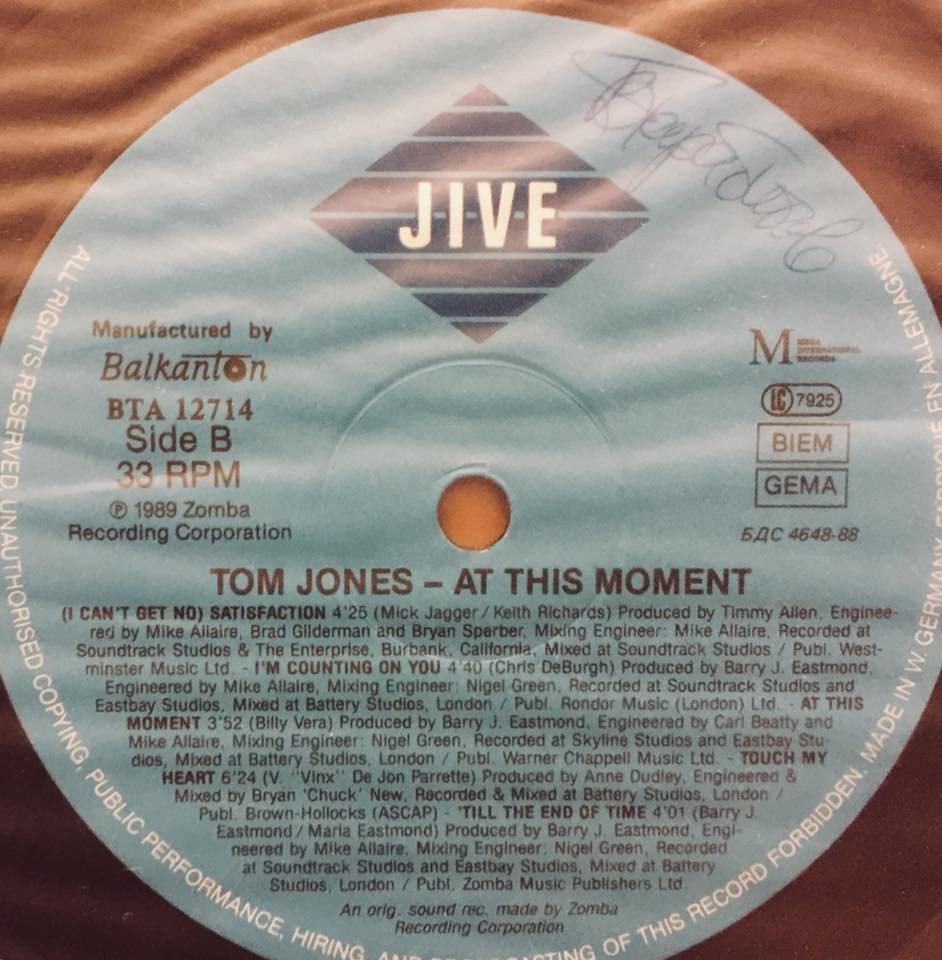 JIVE
Manufactured by
Balkanton
BTA 12714
Side B
33 RPM
℗ 1989 Zomba
Recording Corporation
M MEGA
INTERNATIONAL
RECORDS
LC 7925
BIEM
GEMA
БДС 4648-88
TOM JONES – AT THIS MOMENT
(I CAN'T GET NO) SATISFACTION 4'25 (Mick Jagger / Keith Richards) Produced by Timmy Allen, Enginee-
red by Mike Allaire, Brad Gilderman and Bryan Sperber, Mixing Engineer: Mike Allaire, Recorded at
Soundtrack Studios & The Enterprise, Burbank, California, Mixed at Soundtrack Studios / Publ. West-
minster Music Ltd. - I'M COUNTING ON YOU 4'40 (Chris DeBurgh) Produced by Barry J. Eastmond,
Engineered by Mike Allaire, Mixing Engineer: Nigel Green, Recorded at Soundtrack Studios and
Eastbay Studios, Mixed at Battery Studios, London / Publ. Rondor Music (London) Ltd. - AT THIS
MOMENT 3'52 (Billy Vera) Produced by Barry J. Eastmond, Engineered by Carl Beatty and
Mike Allaire, Mixing Engineer: Nigel Green, Recorded at Skyline Studios and Eastbay Stu-
dios, Mixed at Battery Studios, London / Publ. Warner Chappell Music Ltd. - TOUCH MY
HEART 6'24 (V. "Vinx" De Jon Parrette) Produced by Anne Dudley, Engineered &
Mixed by Bryan 'Chuck' New, Recorded & Mixed at Battery Studios, London /
Publ. Brown-Hollocks (ASCAP) - 'TILL THE END OF TIME 4'01 (Barry J.
Eastmond / Maria Eastmond) Produced by Barry J. Eastmond, Engi-
neered by Mike Allaire, Mixing Engineer: Nigel Green, Recorded
at Soundtrack Studios and Eastbay Studios, Mixed at Battery
Studios, London / Publ. Zomba Music Publishers Ltd.
An orig. sound rec. made by Zomba
Recording Corporation
ALL RIGHTS RESERVED UNAUTHORISED COPYING, PUBLIC PERFORMANCE, HIRING, AND OF THIS RECORD FORBIDDEN. MADE IN W. GERMANY EN ALLEMAGNE.